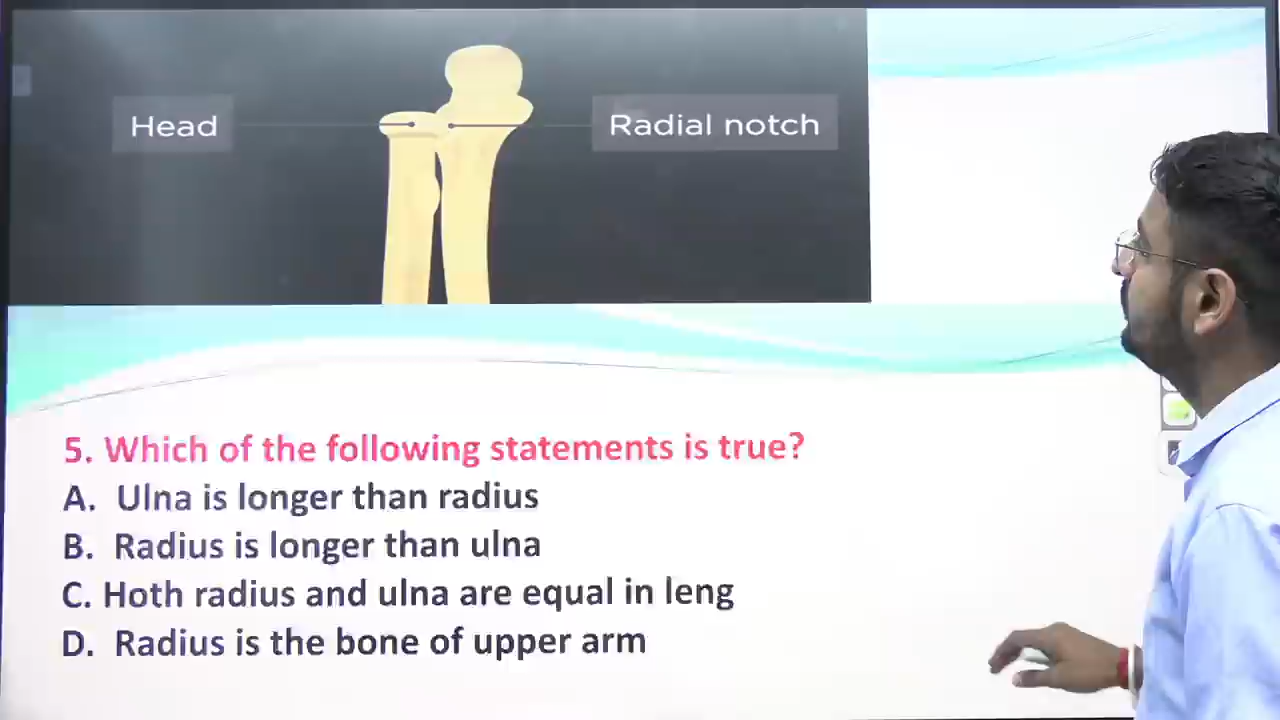 Head
Radial notch
5. Which of the following statements is true?
A. Ulna is longer than radius
B. Radius is longer than ulna
C. Hoth radius and ulna are equal in leng
D. Radius is the bone of upper arm